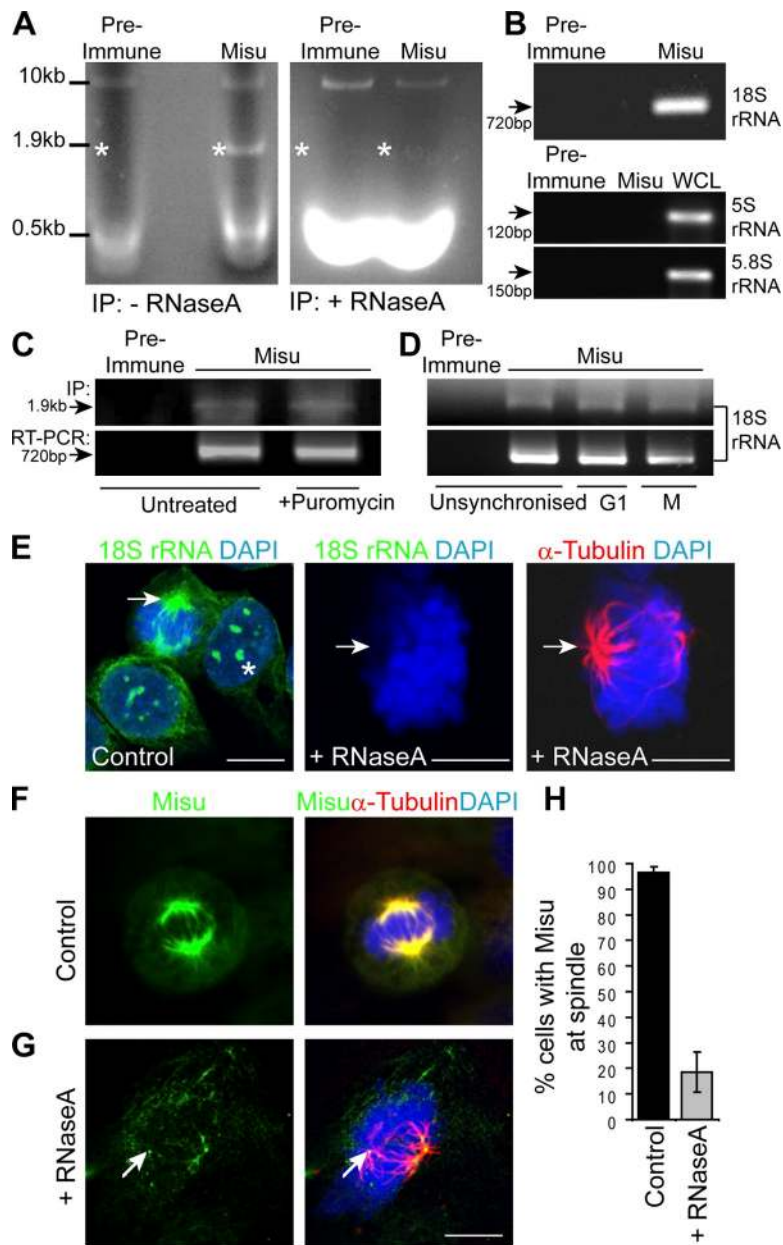 A
Pre-
Immune Misu
Pre-
Immune Misu
10kb
1.9kb
*
*
*
*
0.5kb
IP: - RNaseA
IP: + RNaseA
B
Pre-
Immune Misu
720bp
18S
rRNA
Pre-
Immune Misu WCL
120bp
5S
rRNA
150bp
5.8S
rRNA
C
Pre-
Immune
Misu
IP:
1.9kb
RT-PCR:
720bp
Untreated
+Puromycin
D
Pre-
Immune
Misu
18S
rRNA
Unsynchronised G1 M
E
18S rRNA DAPI
18S rRNA DAPI
α-Tubulin DAPI
*
Control
+ RNaseA
+ RNaseA
F
Misu
Misuα-TubulinDAPI
Control
G
+ RNaseA
H
% cells with Misu
at spindle
100
90
80
70
60
50
40
30
20
10
0
Control
+ RNaseA